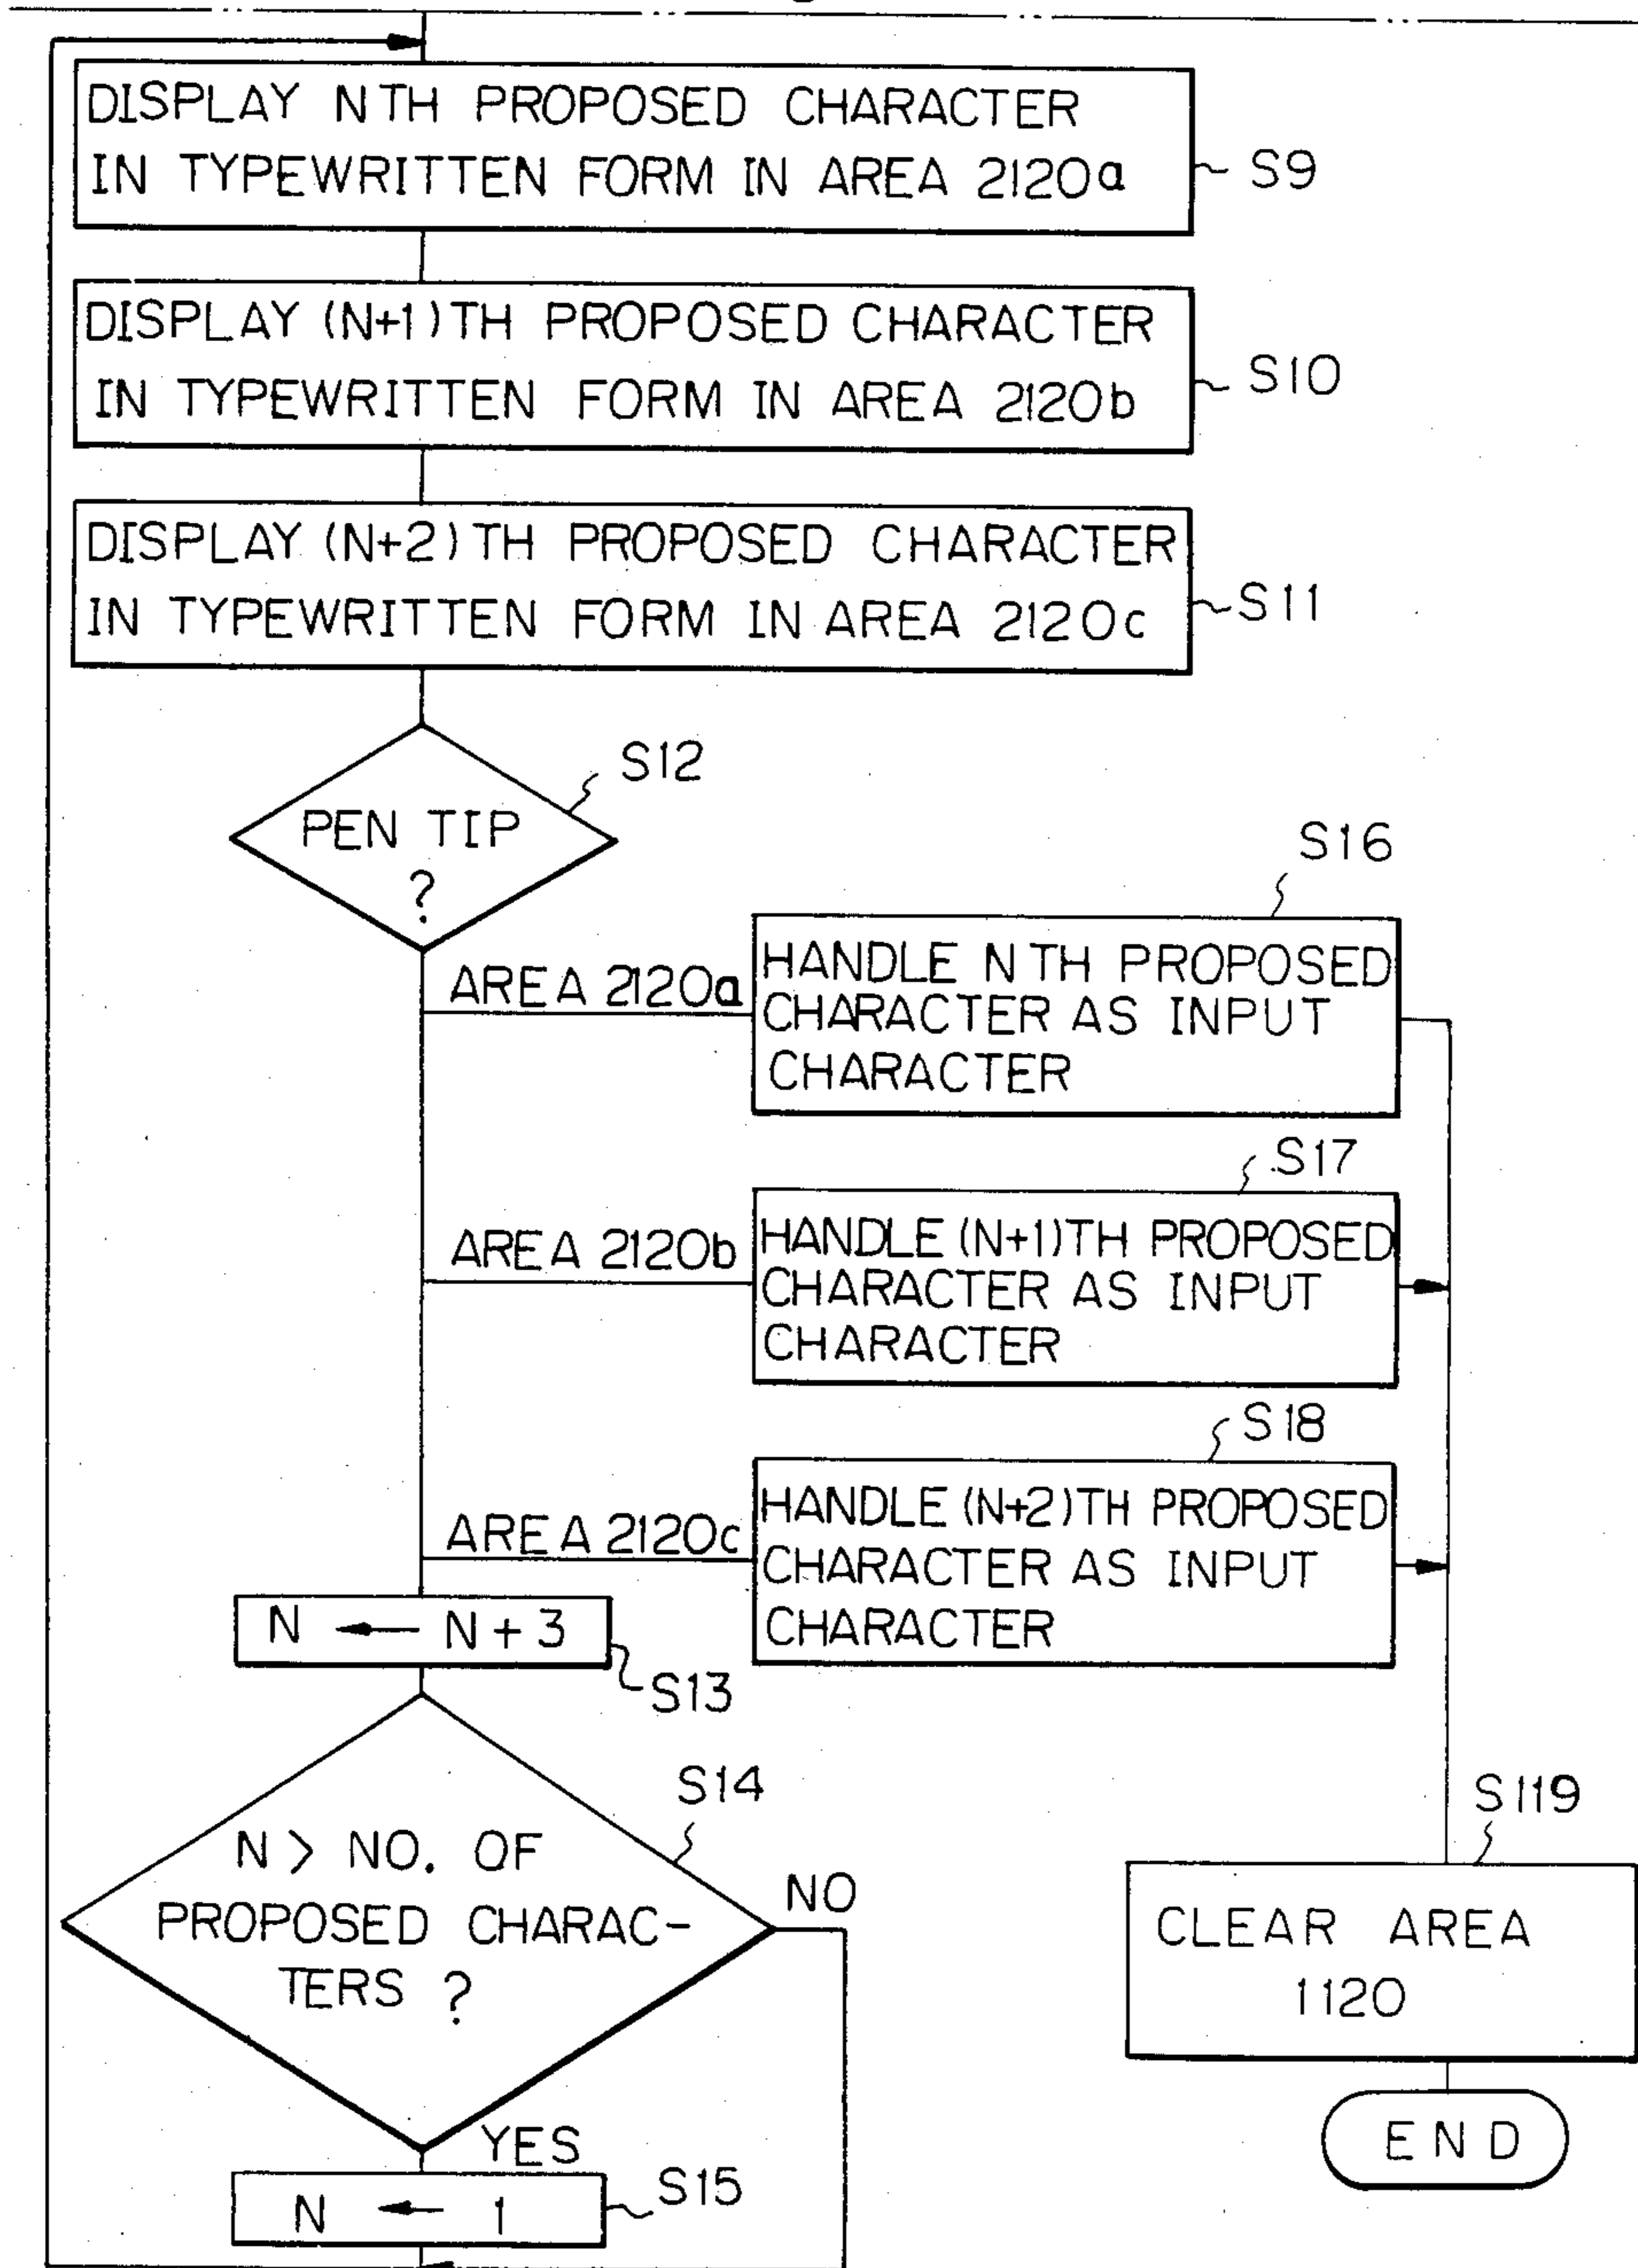 DISPLAY NTH PROPOSED CHARACTER
IN TYPEWRITTEN FORM IN AREA 2120a
S9
DISPLAY (N+1)TH PROPOSED CHARACTER
IN TYPEWRITTEN FORM IN AREA 2120b
S10
DISPLAY (N+2)TH PROPOSED CHARACTER
IN TYPEWRITTEN FORM IN AREA 2120c
S11
S12
PEN TIP
?
S16
AREA 2120a
HANDLE NTH PROPOSED
CHARACTER AS INPUT
CHARACTER
S17
AREA 2120b
HANDLE (N+1)TH PROPOSED
CHARACTER AS INPUT
CHARACTER
S18
AREA 2120c
HANDLE (N+2)TH PROPOSED
CHARACTER AS INPUT
CHARACTER
N ← N + 3
S13
S14
N > NO. OF
PROPOSED CHARAC-
TERS ?
NO
YES
S119
CLEAR AREA
1120
N ← 1
S15
END